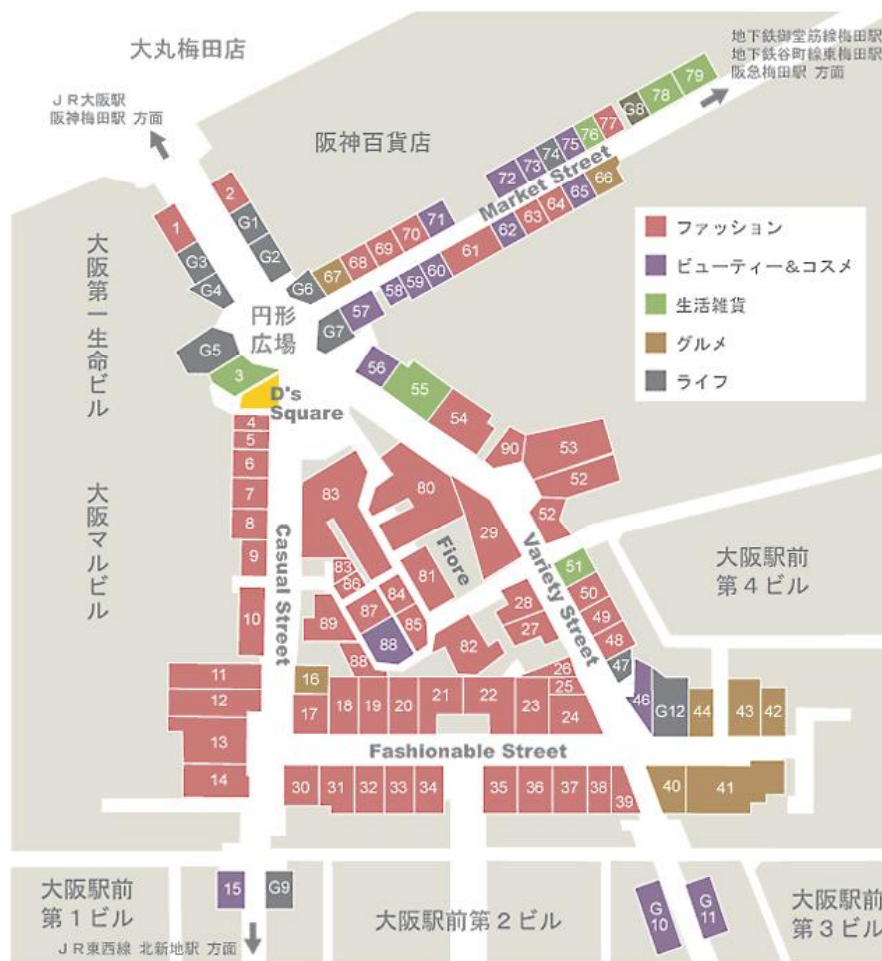 大丸梅田店
地下鉄御堂筋線梅田駅
地下鉄谷町線東梅田駅
阪急梅田駅 方面
JR大阪駅
阪神梅田駅 方面
阪神百貨店
79
78
G8
77
76
75
74
73
72
Market Street
66
65
64
63
62
61
60
59
58
57
71
70
69
68
67
G6
G7
2
G1
G2
1
G3
G4
G5
円形
広場
3
D's
Square
ファッション
ビューティー&コスメ
生活雑貨
グルメ
ライフ
大阪第一生命ビル
大阪マルビル
56
55
54
90
53
52
52
4
5
6
7
8
9
10
Casual Street
83
80
29
Fiore
81
83
86
84
87
85
89
88
88
82
28
27
Variety Street
51
50
49
48
47
大阪駅前
第4ビル
11
12
13
14
16
17
18
19
20
21
22
23
26
25
24
46
G12
44
43
42
Fashionable Street
30
31
32
33
34
35
36
37
38
39
40
41
大阪駅前
第1ビル
15
G9
JR東西線 北新地駅 方面
大阪駅前第2ビル
G
10
G
11
大阪駅前
第3ビル